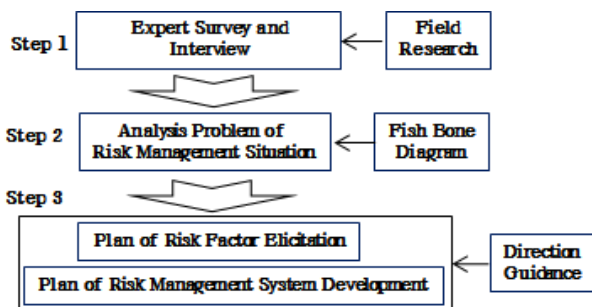 Step 1
Expert Survey and
Interview
Field
Research
Step 2
Analysis Problem of
Risk Management Situation
Fish Bone
Diagram
Step 3
Plan of Risk Factor Elicitation
Plan of Risk Management System Development
Direction
Guidance